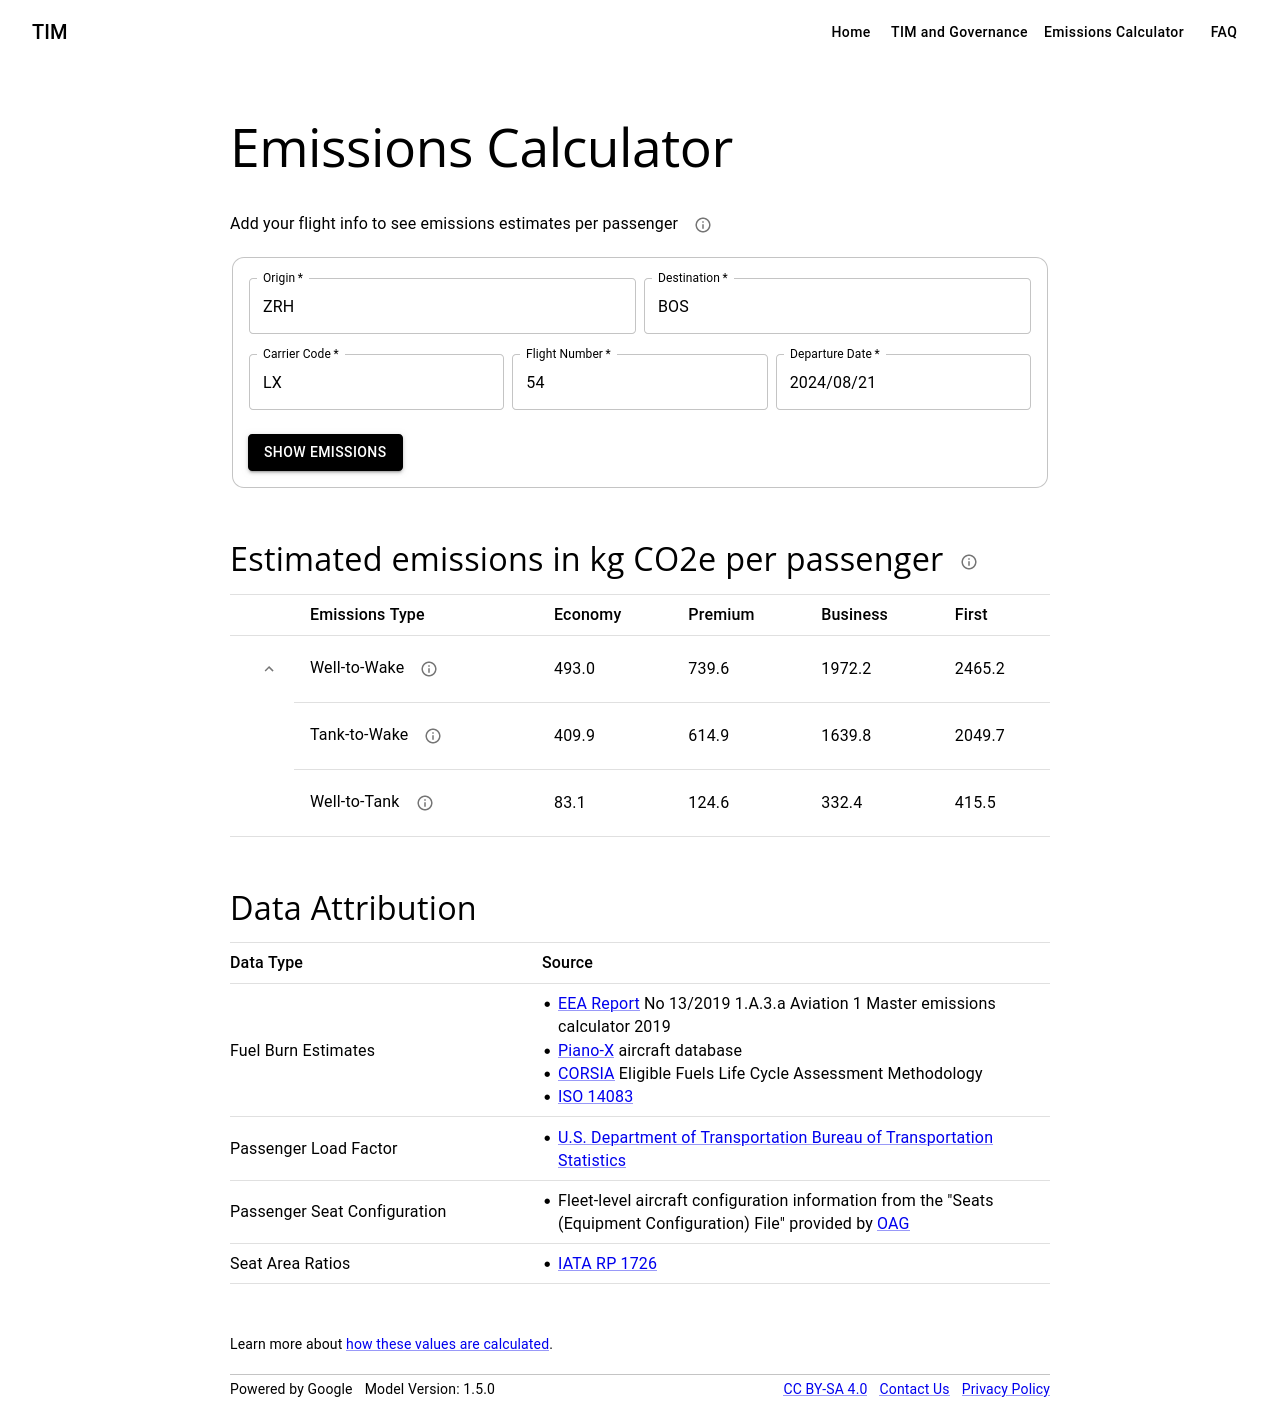 TIM
Home TIM and Governance Emissions Calculator FAQ
Emissions Calculator
Add your flight info to see emissions estimates per passenger
Origin * Destination *
ZRH BOS
Carrier Code * Flight Number * Departure Date *
LX 54 2024/08/21
SHOW EMISSIONS
Estimated emissions in kg CO2e per passenger
Emissions Type Economy Premium Business First
Well-to-Wake 493.0 739.6 1972.2 2465.2
Tank-to-Wake 409.9 614.9 1639.8 2049.7
Well-to-Tank 83.1 124.6 332.4 415.5
Data Attribution
Data Type Source
Fuel Burn Estimates
• EEA Report No 13/2019 1.A.3.a Aviation 1 Master emissions
calculator 2019
• Piano-X aircraft database
• CORSIA Eligible Fuels Life Cycle Assessment Methodology
• ISO 14083
Passenger Load Factor
• U.S. Department of Transportation Bureau of Transportation
Statistics
Passenger Seat Configuration
• Fleet-level aircraft configuration information from the "Seats
(Equipment Configuration) File" provided by OAG
Seat Area Ratios
• IATA RP 1726
Learn more about how these values are calculated.
Powered by Google Model Version: 1.5.0 CC BY-SA 4.0 Contact Us Privacy Policy